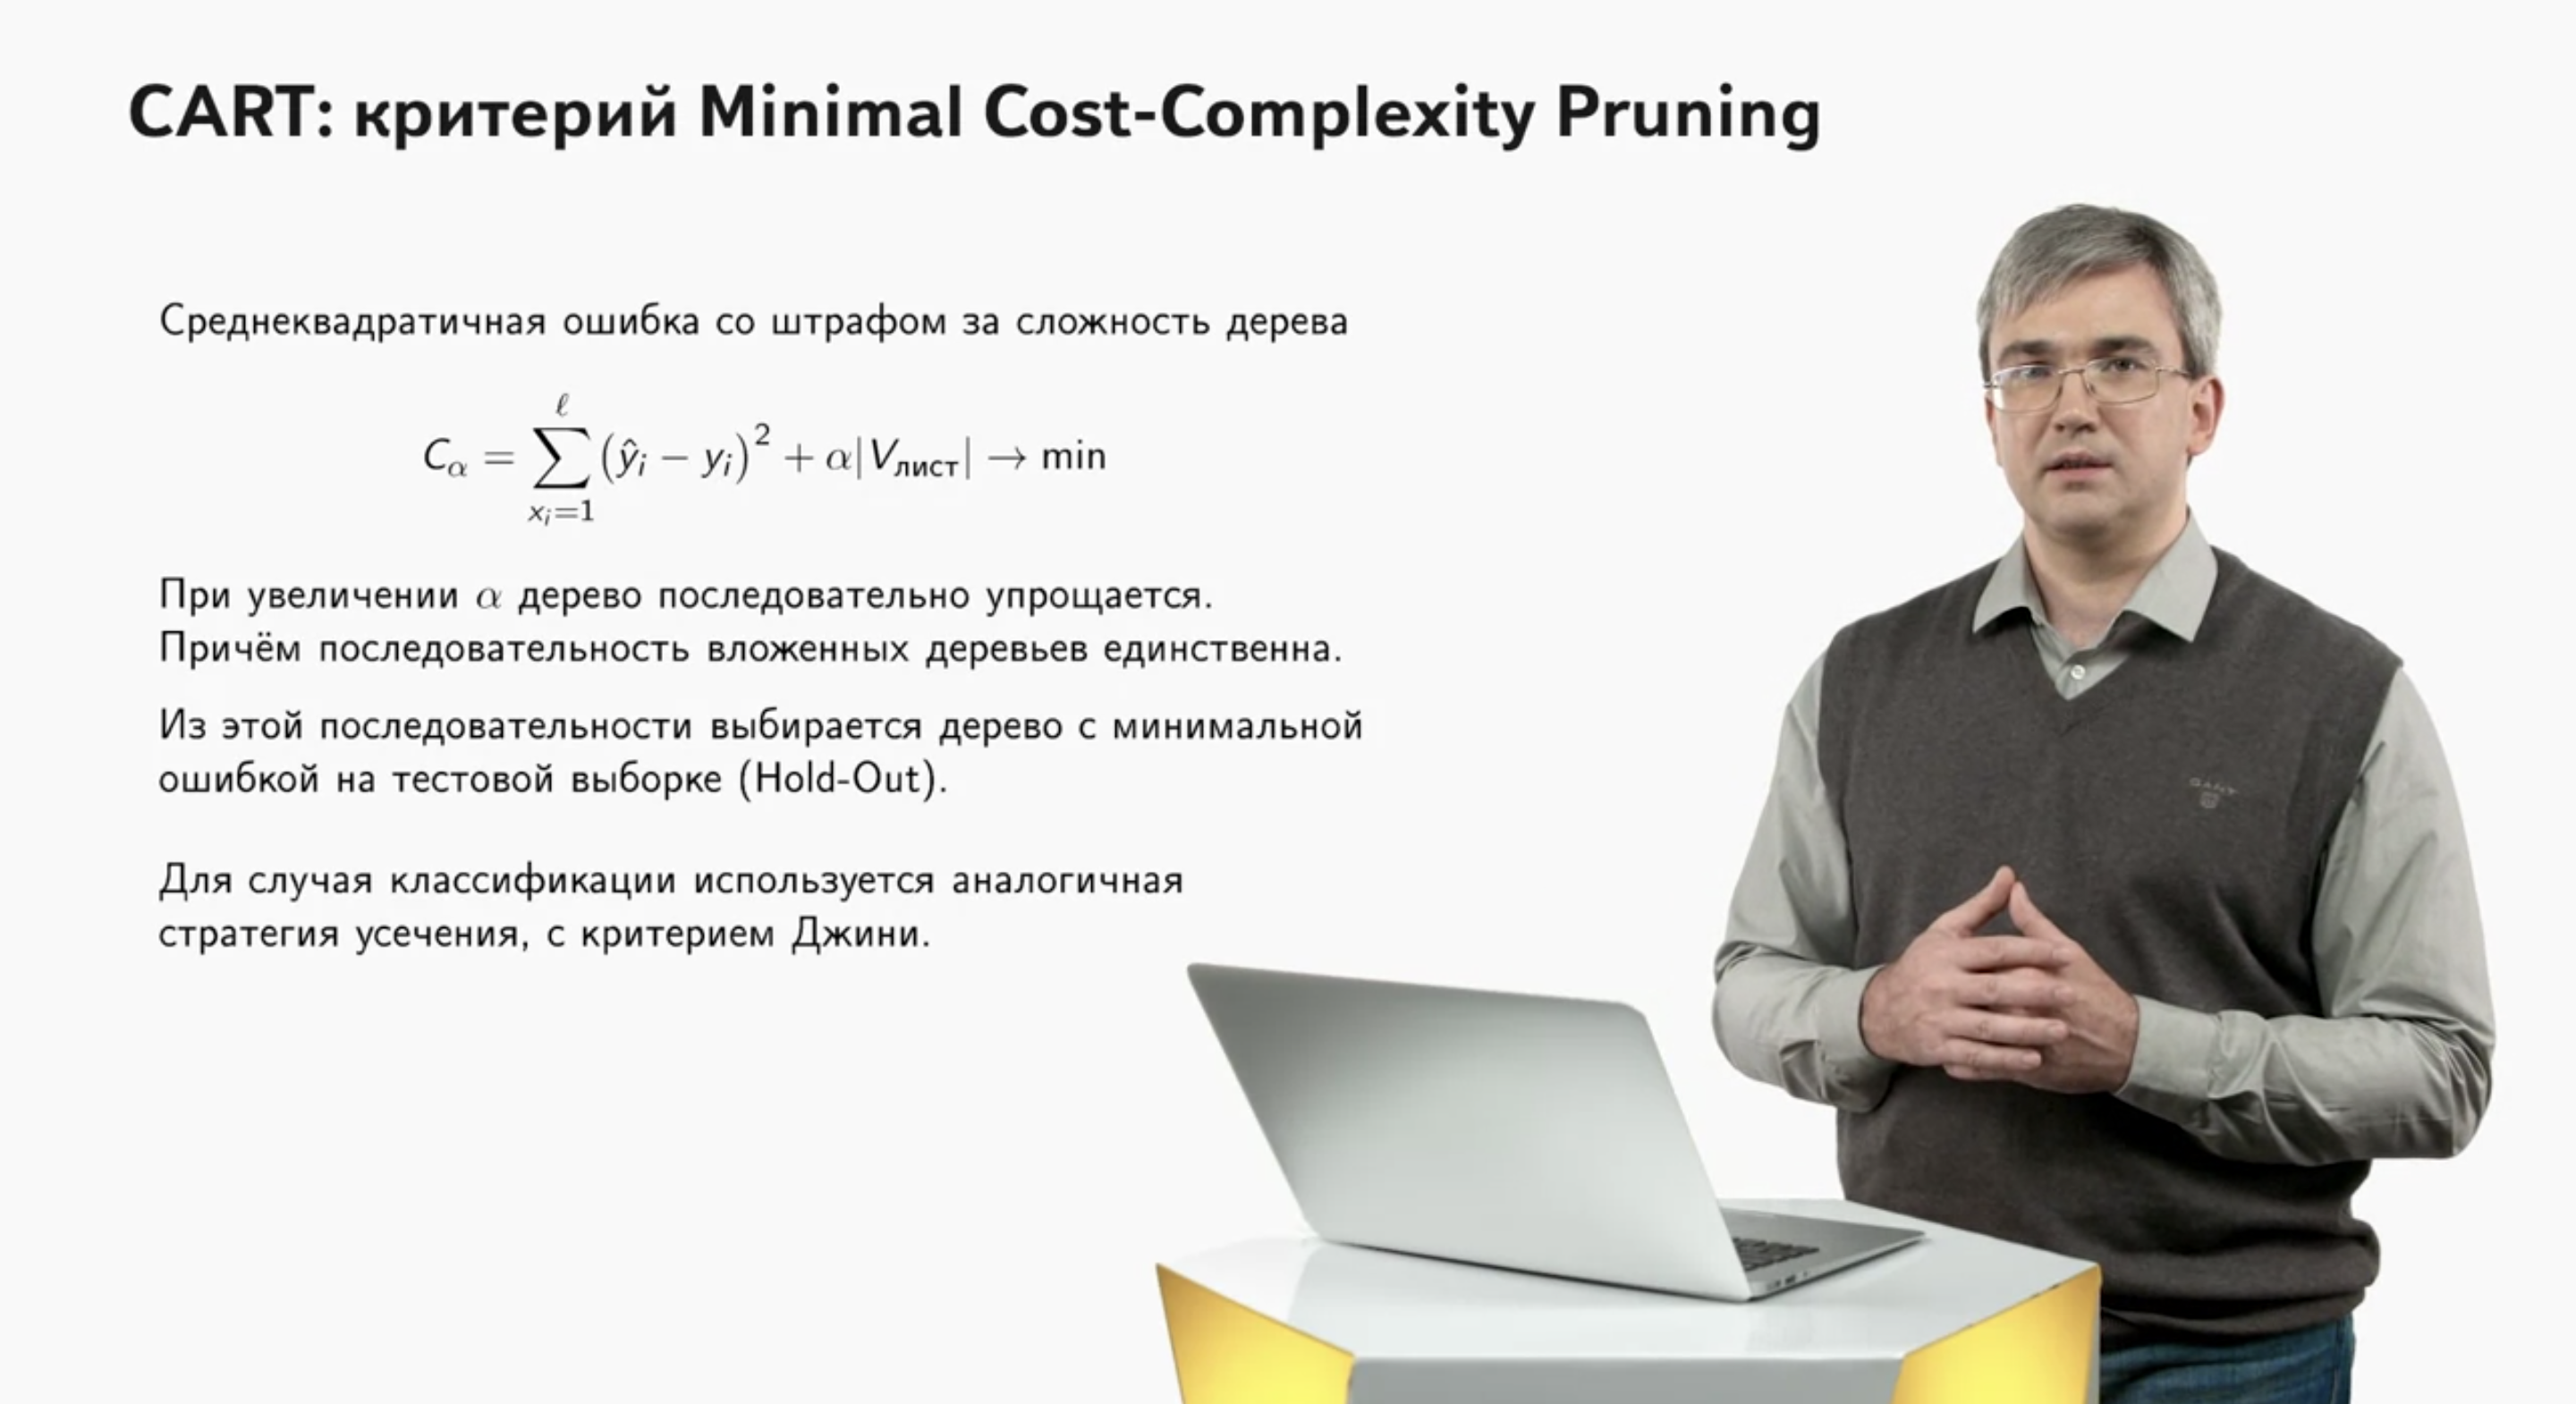 CART: критерий Minimal Cost-Complexity Pruning
Среднеквадратичная ошибка со штрафом за сложность дерева
$C_\alpha = \sum_{x_i=1}^{\ell} (\hat{y}_i - y_i)^2 + \alpha |V_{\text{лист}}| \to \min$
При увеличении α дерево последовательно упрощается.
Причём последовательность вложенных деревьев единственна.
Из этой последовательности выбирается дерево с минимальной
ошибкой на тестовой выборке (Hold-Out).
Для случая классификации используется аналогичная
стратегия усечения, с критерием Джини.
GANT